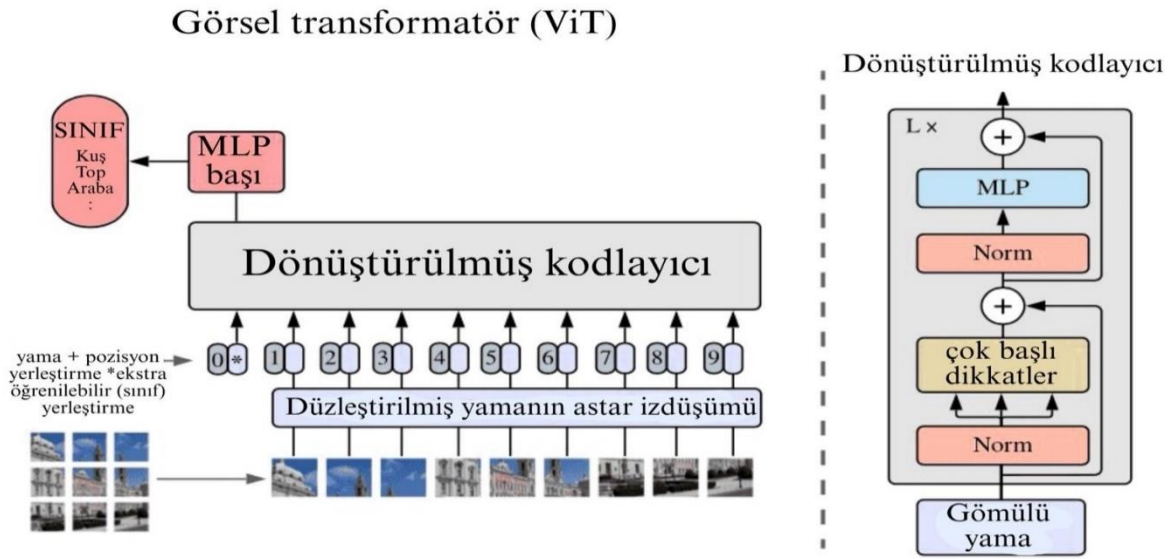 Görsel transformatör (ViT)
SINIF
Kuş
Top
Araba
:
MLP
başı
Dönüştürülmüş kodlayıcı
0 * 1 2 3 4 5 6 7 8 9
yama + pozisyon
yerleştirme *ekstra
öğrenilebilir (sınıf)
yerleştirme
Düzleştirilmiş yamanın astar izdüşümü
Dönüştürülmüş kodlayıcı
L ×
+
MLP
Norm
+
çok başlı
dikkatler
Norm
Gömülü
yama